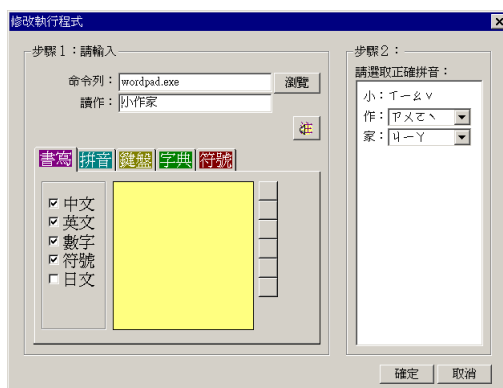 修改執行程式
步驟1：請輸入
命令列：wordpad.exe
瀏覽
讀作：小作家
注
書寫 拼音 鍵盤 字典 符號
中文
英文
數字
符號
日文
步驟2：
請選取正確拼音：
小：ㄒㄧㄠˇ
作：ㄗㄨㄛˋ
家：ㄐㄧㄚ
確定 取消